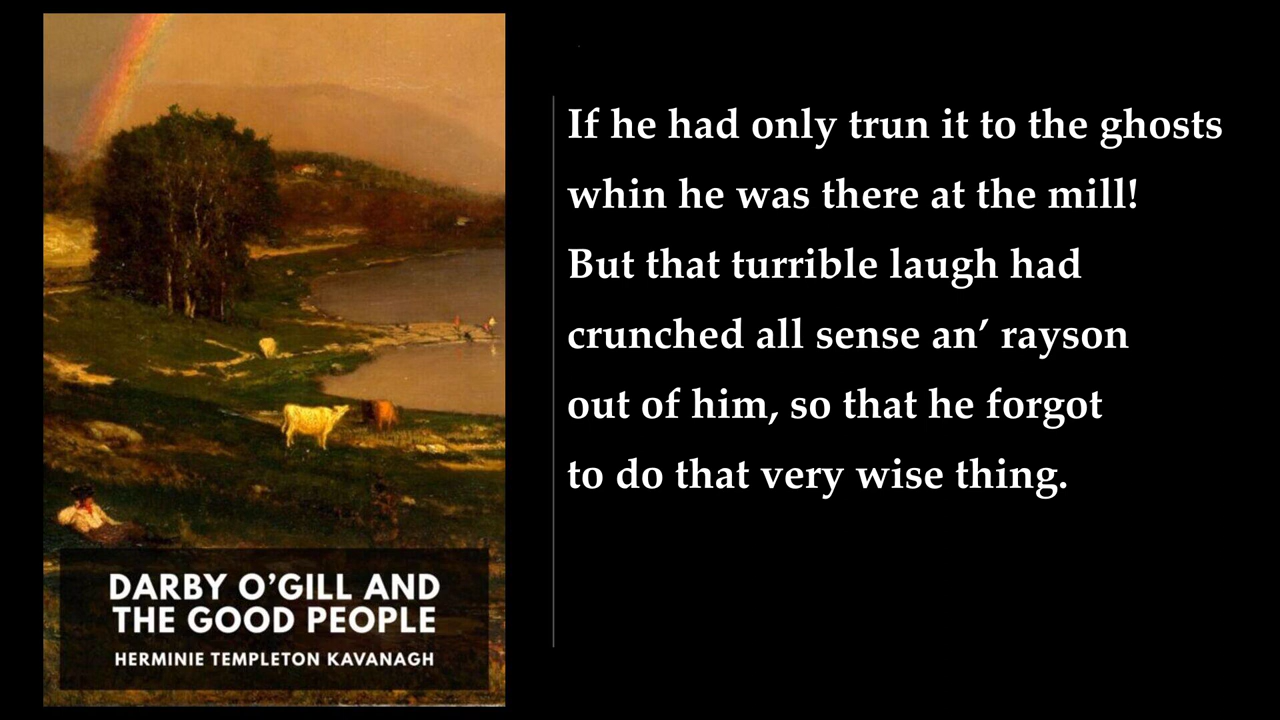 DARBY O’GILL AND
THE GOOD PEOPLE
HERMINIE TEMPLETON KAVANAGH
If he had only trun it to the ghosts
whin he was there at the mill!
But that turrible laugh had
crunched all sense an’ rayson
out of him, so that he forgot
to do that very wise thing.